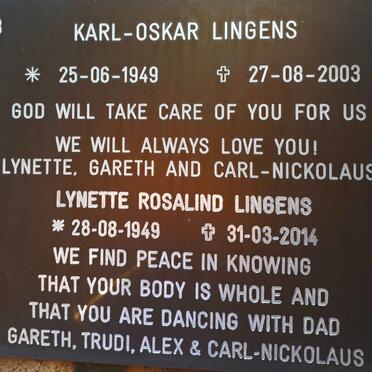 KARL-OSKAR LINGENS
* 25-06-1949 ✝ 27-08-2003
GOD WILL TAKE CARE OF YOU FOR US
WE WILL ALWAYS LOVE YOU!
LYNETTE, GARETH AND CARL-NICKOLAUS
LYNETTE ROSALIND LINGENS
* 28-08-1949 ✝ 31-03-2014
WE FIND PEACE IN KNOWING
THAT YOUR BODY IS WHOLE AND
THAT YOU ARE DANCING WITH DAD
GARETH, TRUDI, ALEX & CARL-NICKOLAUS